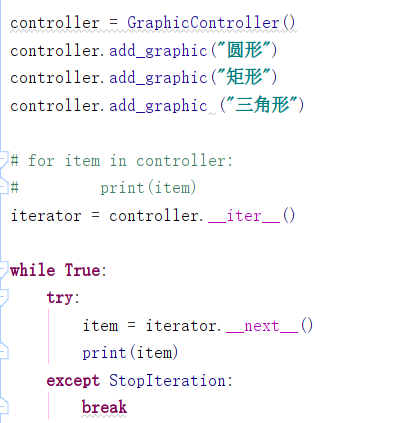 controller = GraphicController()
controller.add_graphic("圆形")
controller.add_graphic("矩形")
controller.add_graphic ("三角形")
# for item in controller:
#         print(item)
iterator = controller.__iter__()
while True:
    try:
        item = iterator.__next__()
        print(item)
    except StopIteration:
        break